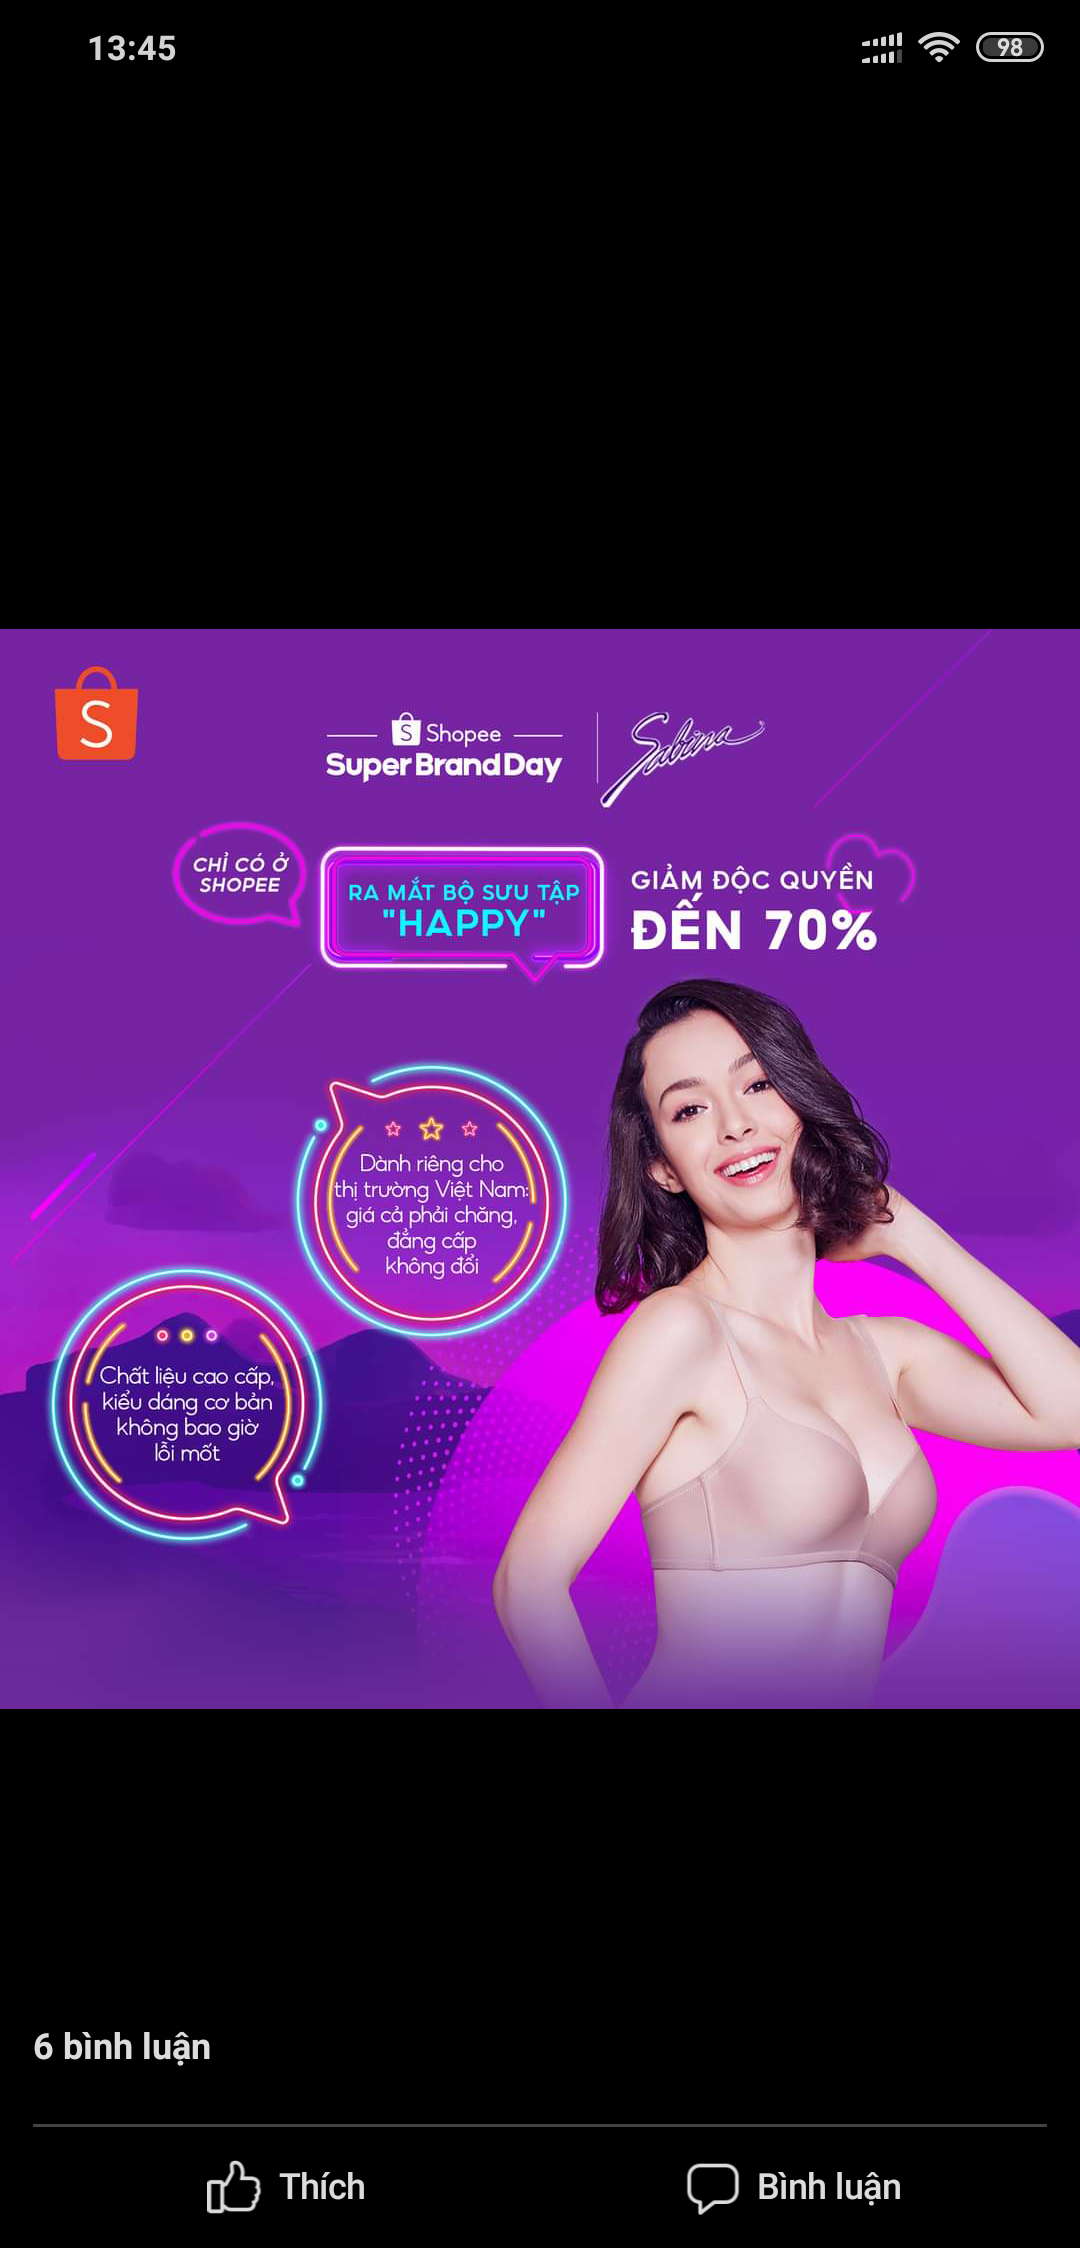 13:45
98
S
S Shopee
Super Brand Day
Sabina
CHỈ CÓ Ở
SHOPEE
RA MẮT BỘ SƯU TẬP
"HAPPY"
GIẢM ĐỘC QUYỀN
ĐẾN 70%
Dành riêng cho
thị trường Việt Nam:
giá cả phải chăng,
đẳng cấp
không đổi
Chất liệu cao cấp,
kiểu dáng cơ bản
không bao giờ
lỗi mốt
6 bình luận
Thích
Bình luận